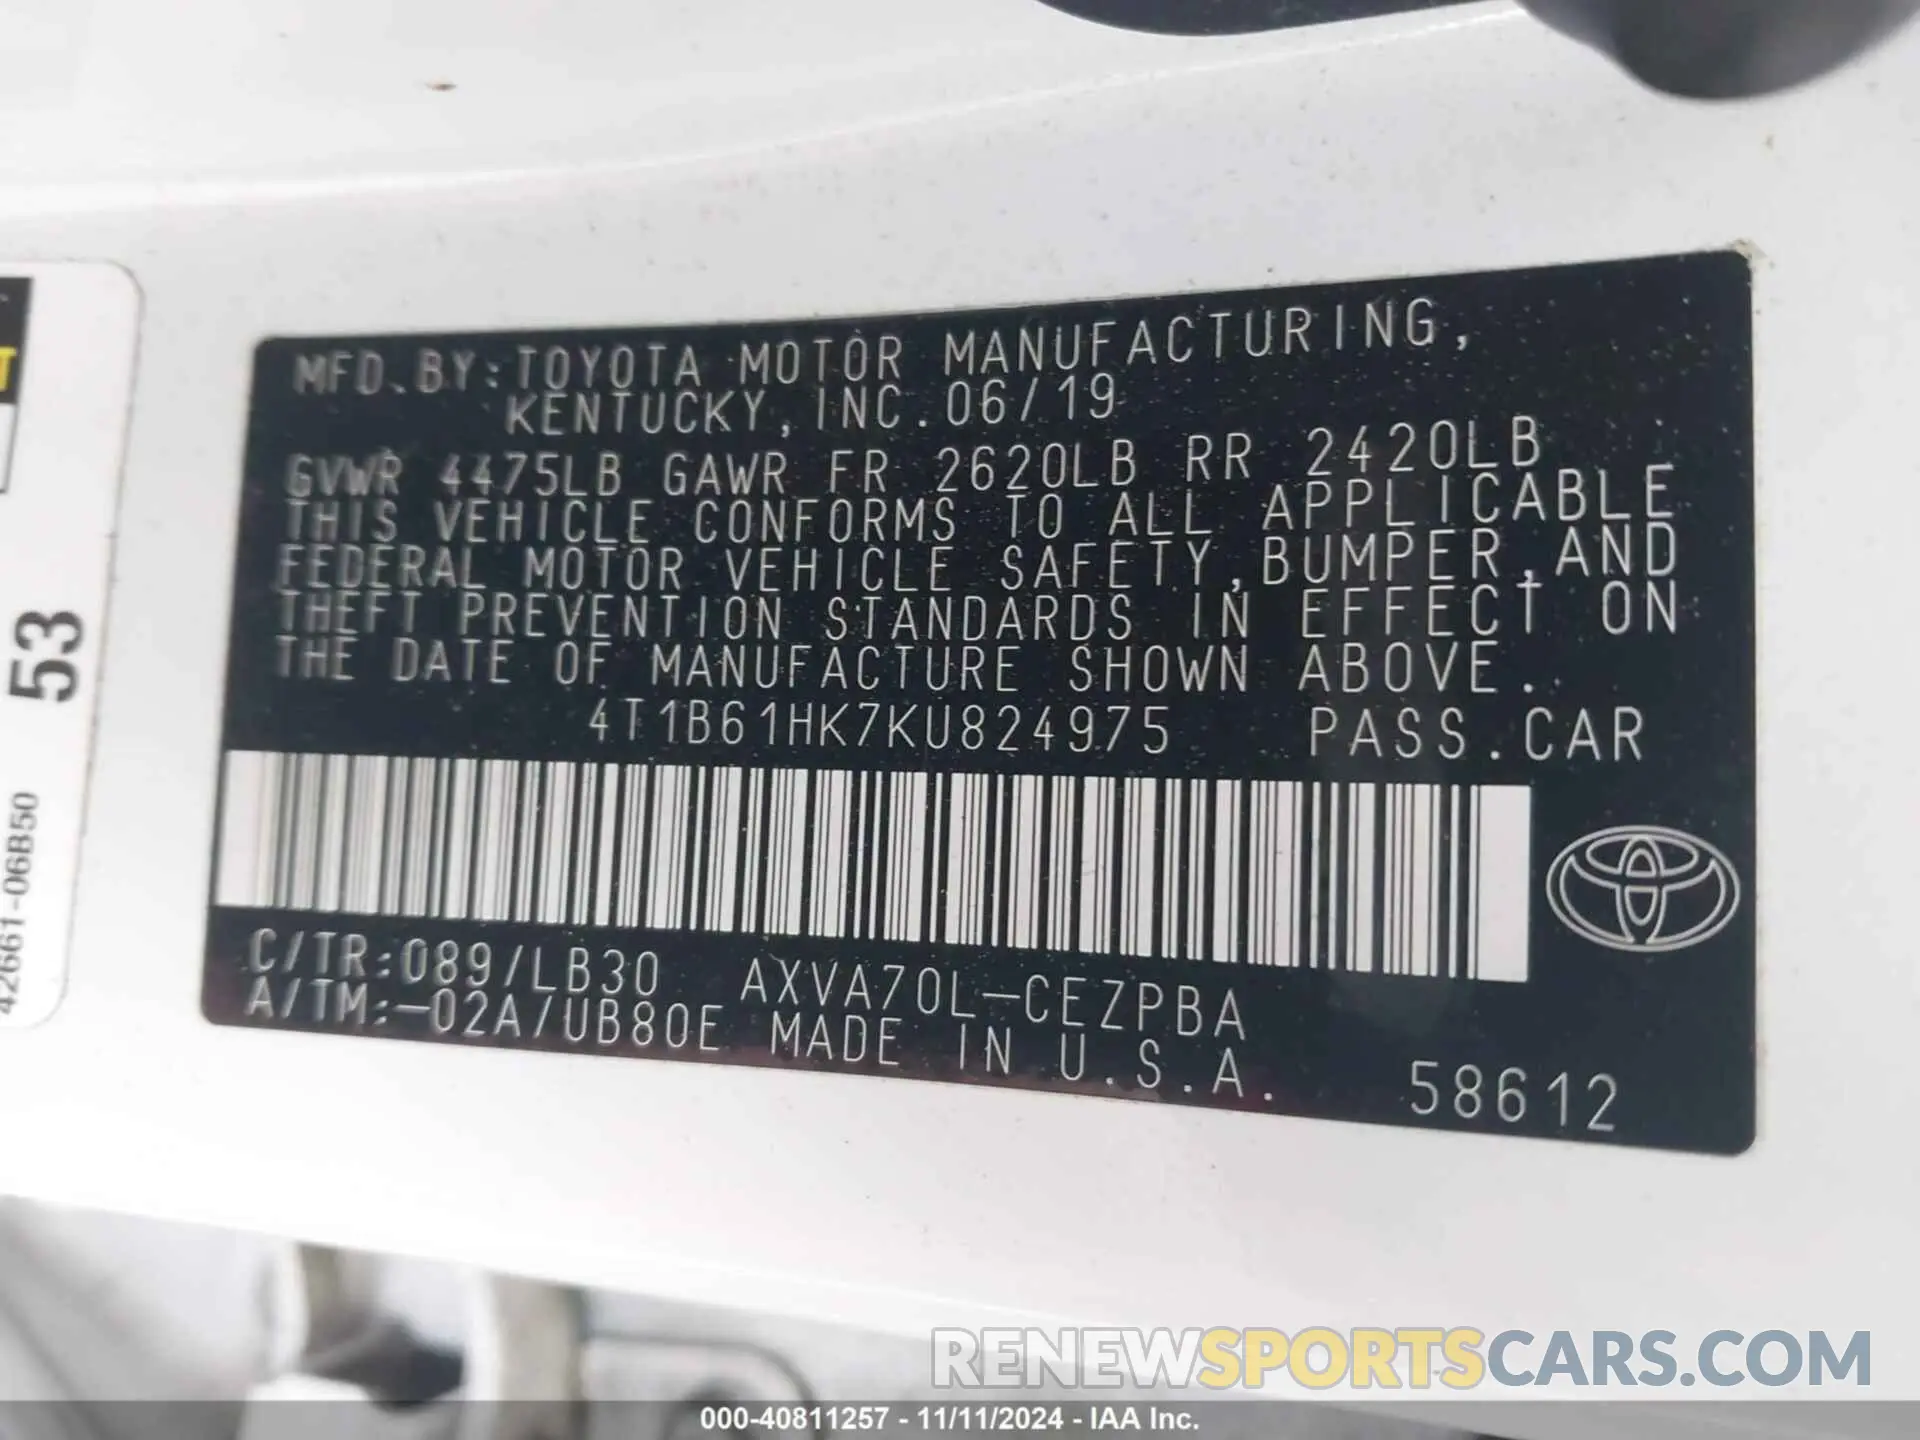 MFD. BY: TOYOTA MOTOR MANUFACTURING,
KENTUCKY, INC. 06/19
GVWR 4475LB GAWR FR 2620LB RR 2420LB
THIS VEHICLE CONFORMS TO ALL APPLICABLE
FEDERAL MOTOR VEHICLE SAFETY, BUMPER, AND
THEFT PREVENTION STANDARDS IN EFFECT ON
THE DATE OF MANUFACTURE SHOWN ABOVE.
4T1B61HK7KU824975 PASS. CAR
C/TR:089/LB30 AXVA70L-CEZPBA
A/TM:-02A/UB80E MADE IN U.S.A.
58612
53
42661-06B50
RENEWSPORTSCARS.COM
000-40811257 - 11/11/2024 - IAA Inc.